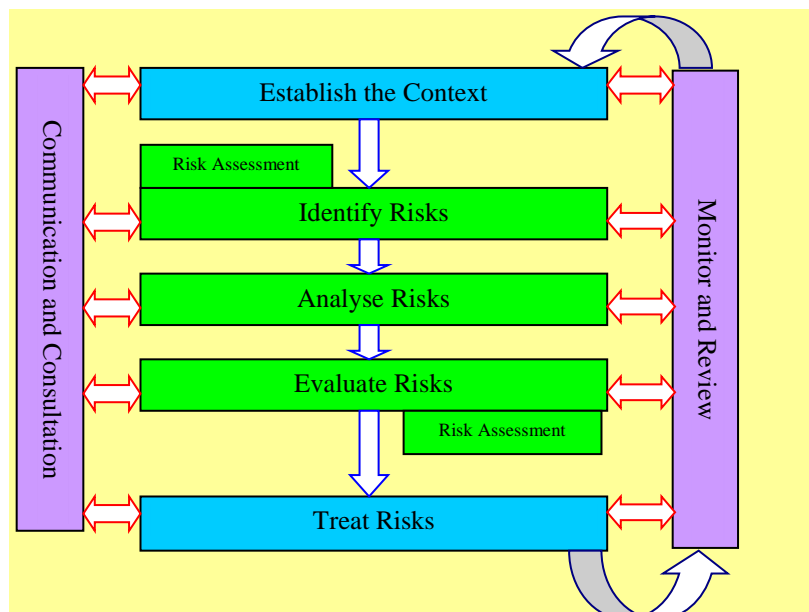 Establish the Context
Risk Assessment
Identify Risks
Analyse Risks
Evaluate Risks
Risk Assessment
Treat Risks
Communication and Consultation
Monitor and Review